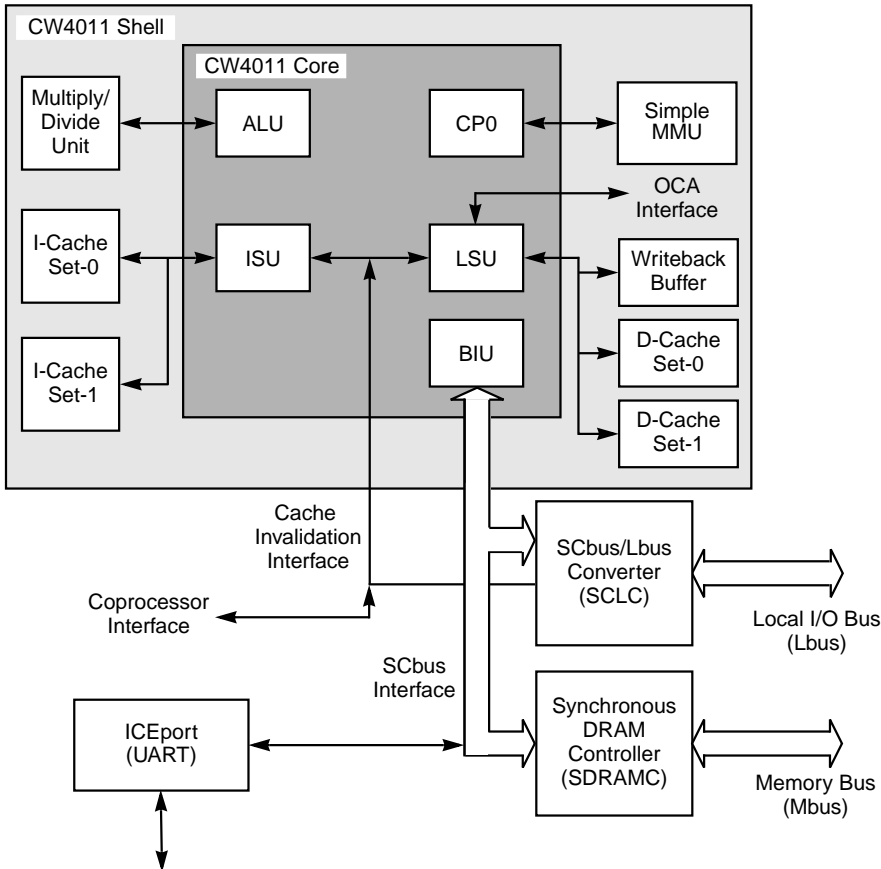 CW4011 Shell
CW4011 Core
Multiply/
Divide
Unit
ALU
CP0
Simple
MMU
OCA
Interface
I-Cache
Set-0
ISU
LSU
Writeback
Buffer
BIU
D-Cache
Set-0
I-Cache
Set-1
D-Cache
Set-1
Cache
Invalidation
Interface
SCbus/Lbus
Converter
(SCLC)
Coprocessor
Interface
Local I/O Bus
(Lbus)
SCbus
Interface
ICEport
(UART)
Synchronous
DRAM
Controller
(SDRAMC)
Memory Bus
(Mbus)